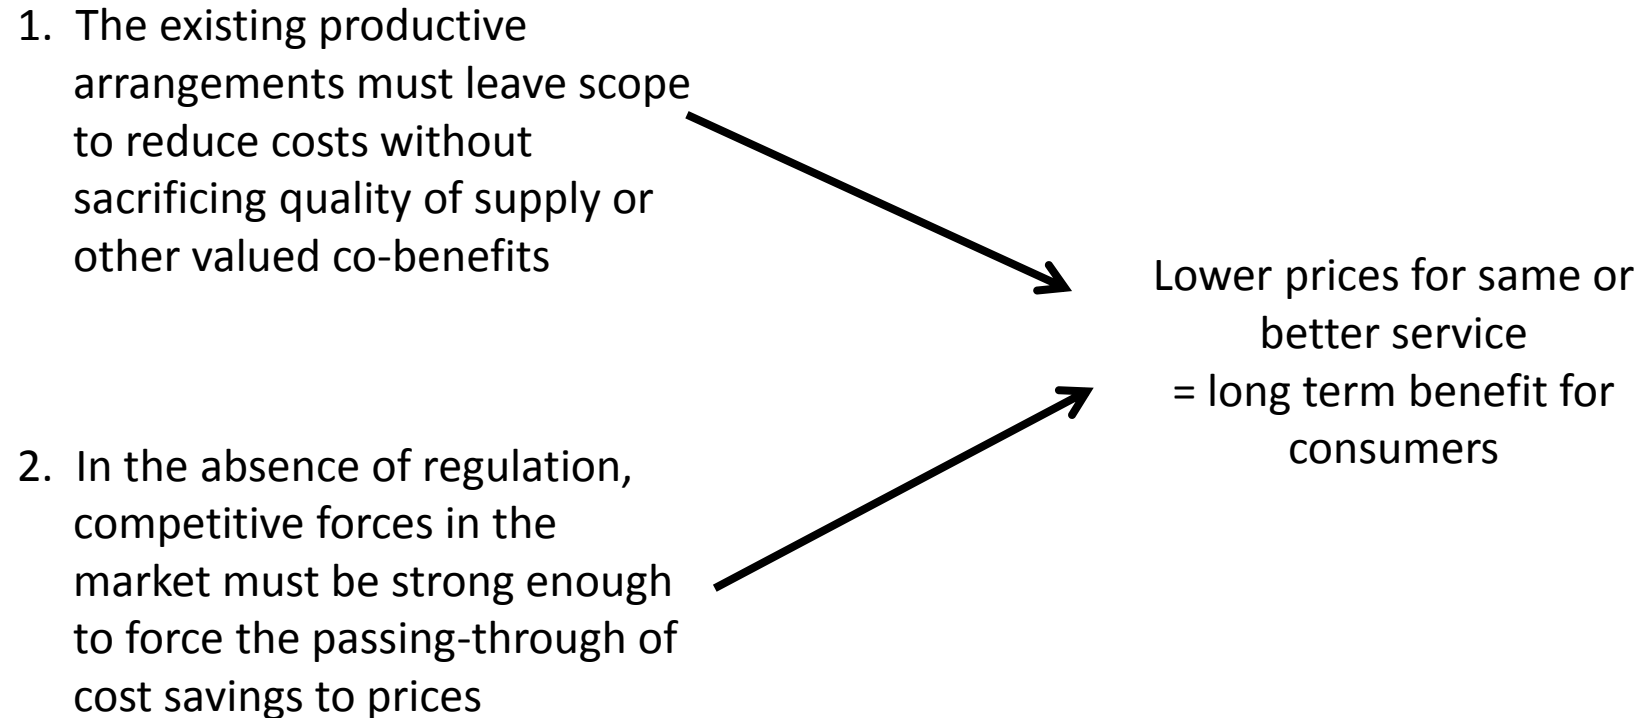 1. The existing productive
arrangements must leave scope
to reduce costs without
sacrificing quality of supply or
other valued co-benefits
Lower prices for same or
better service
= long term benefit for
consumers
2. In the absence of regulation,
competitive forces in the
market must be strong enough
to force the passing-through of
cost savings to prices